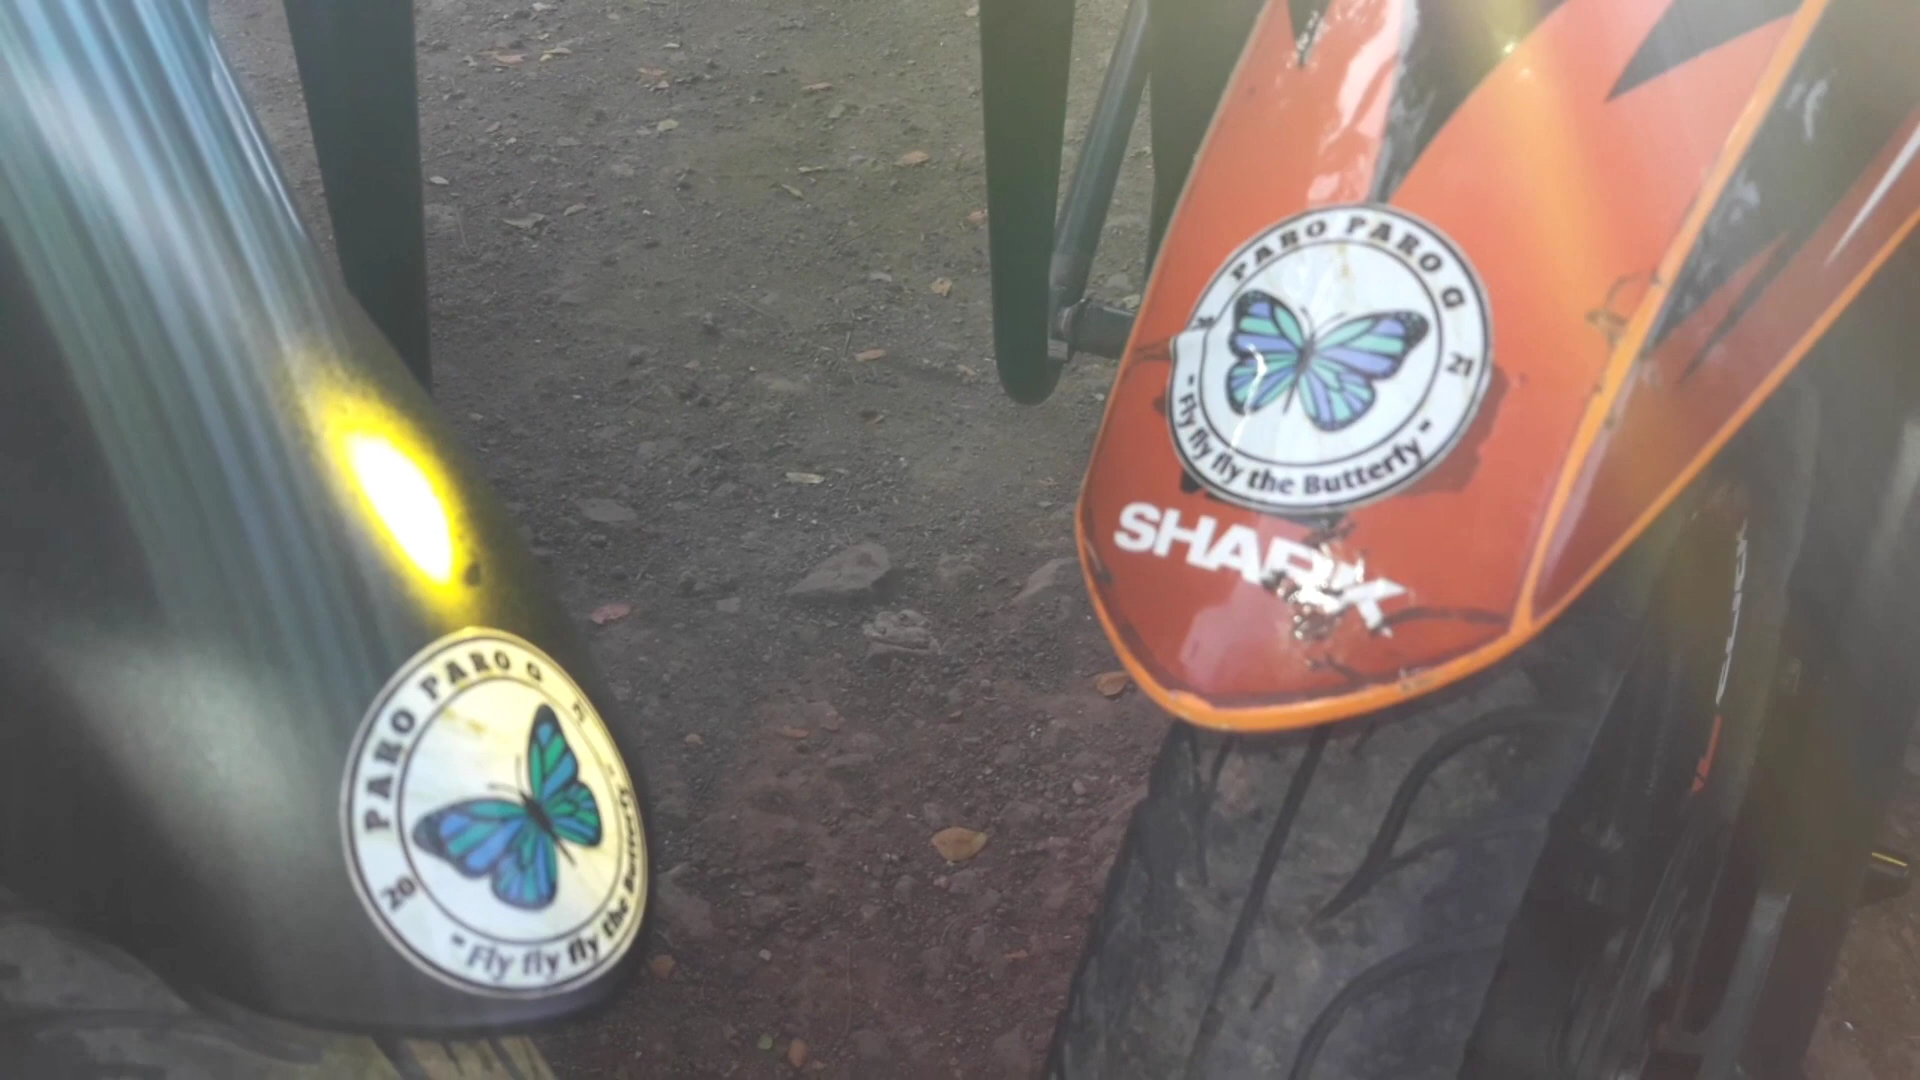 PARO PARO G
20
"Fly fly fly the Butterfly
PARO PARO G
21
"Fly fly fly the Butterfly"
SHARK